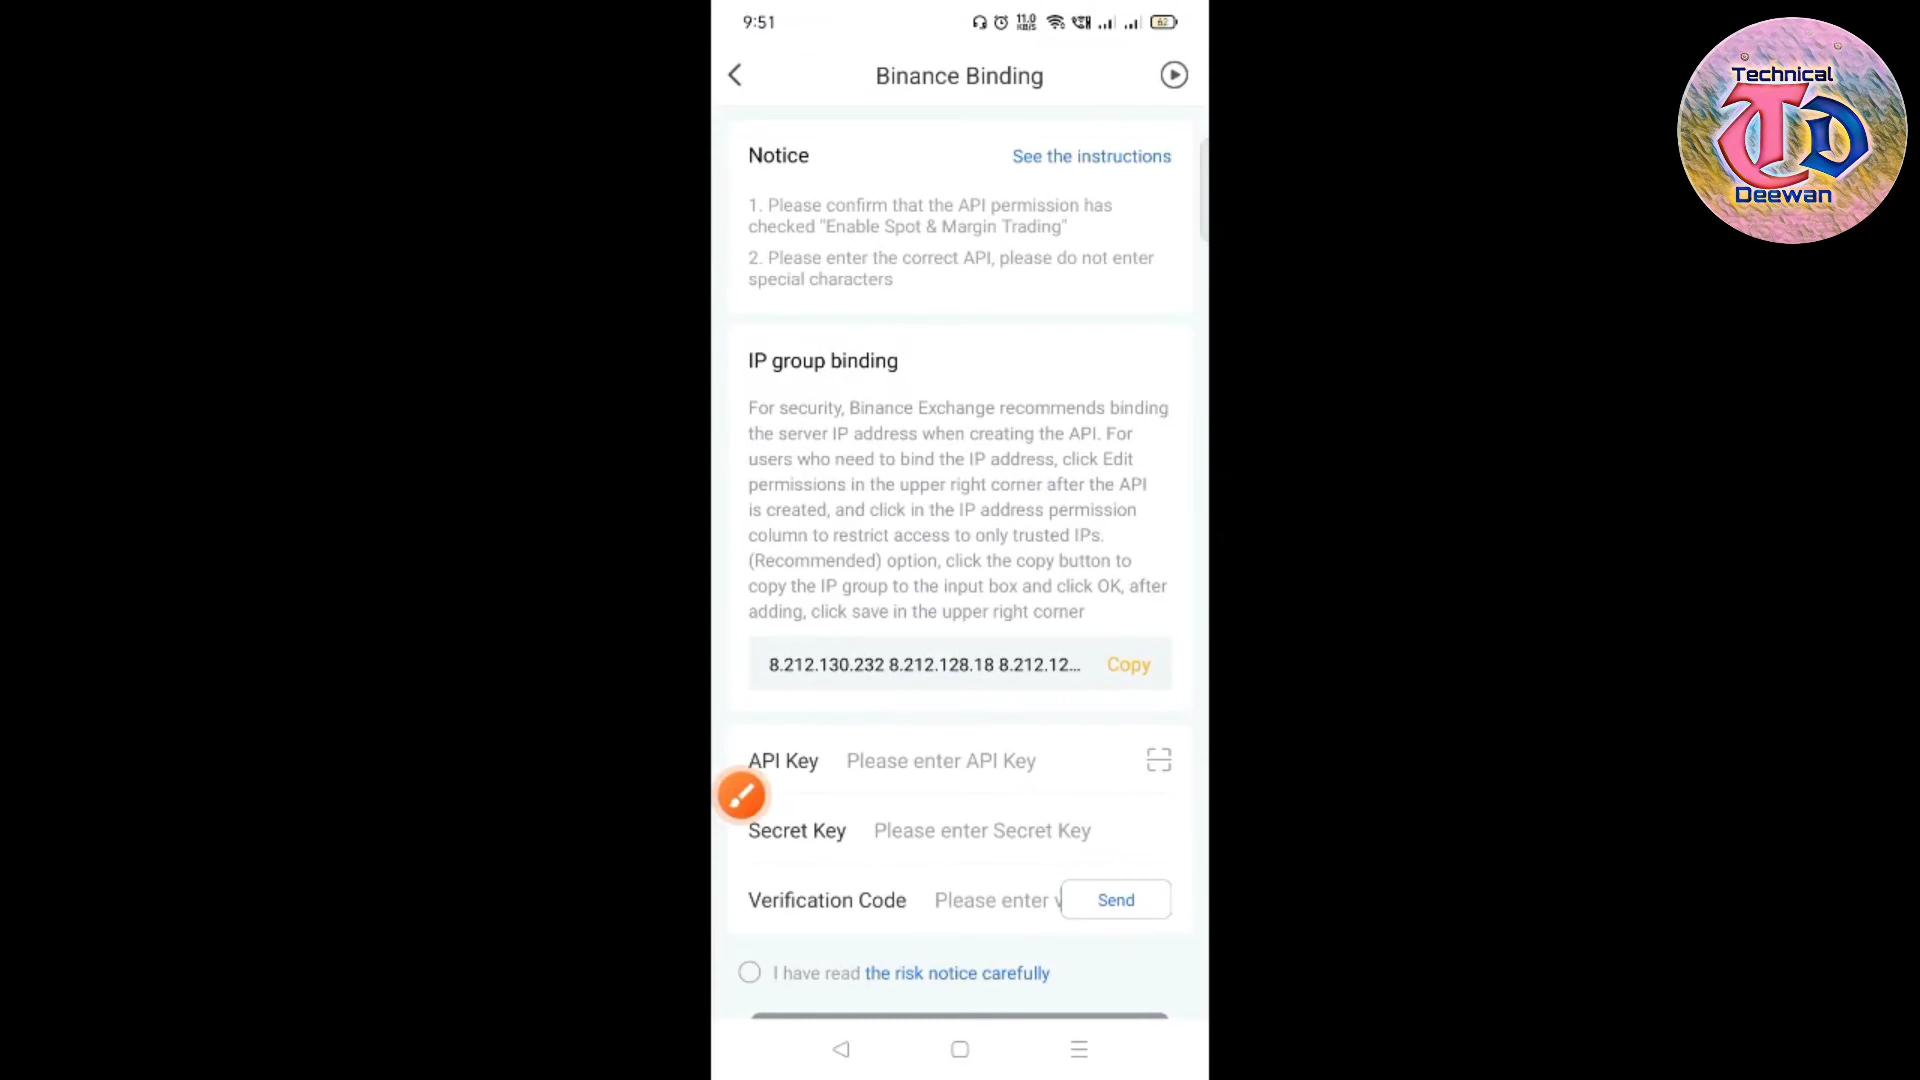 9:51
11.0
KB/S
62
Binance Binding
Notice
See the instructions
1. Please confirm that the API permission has
checked "Enable Spot & Margin Trading"
2. Please enter the correct API, please do not enter
special characters
IP group binding
For security, Binance Exchange recommends binding
the server IP address when creating the API. For
users who need to bind the IP address, click Edit
permissions in the upper right corner after the API
is created, and click in the IP address permission
column to restrict access to only trusted IPs.
(Recommended) option, click the copy button to
copy the IP group to the input box and click OK, after
adding, click save in the upper right corner
8.212.130.232 8.212.128.18 8.212.12... Copy
API Key Please enter API Key
Secret Key Please enter Secret Key
Verification Code Please enter Send
I have read the risk notice carefully
Technical
TD
Deewan